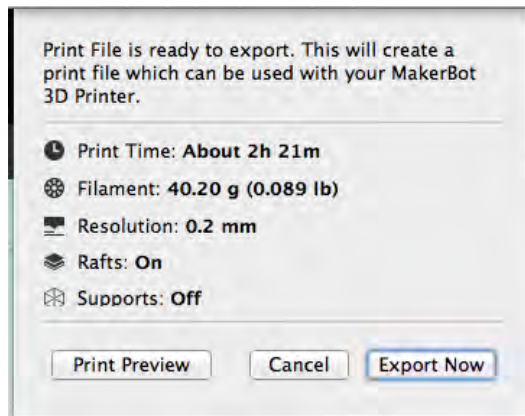 Print File is ready to export. This will create a
print file which can be used with your MakerBot
3D Printer.
Print Time: About 2h 21m
Filament: 40.20 g (0.089 lb)
Resolution: 0.2 mm
Rafts: On
Supports: Off
Print Preview Cancel Export Now